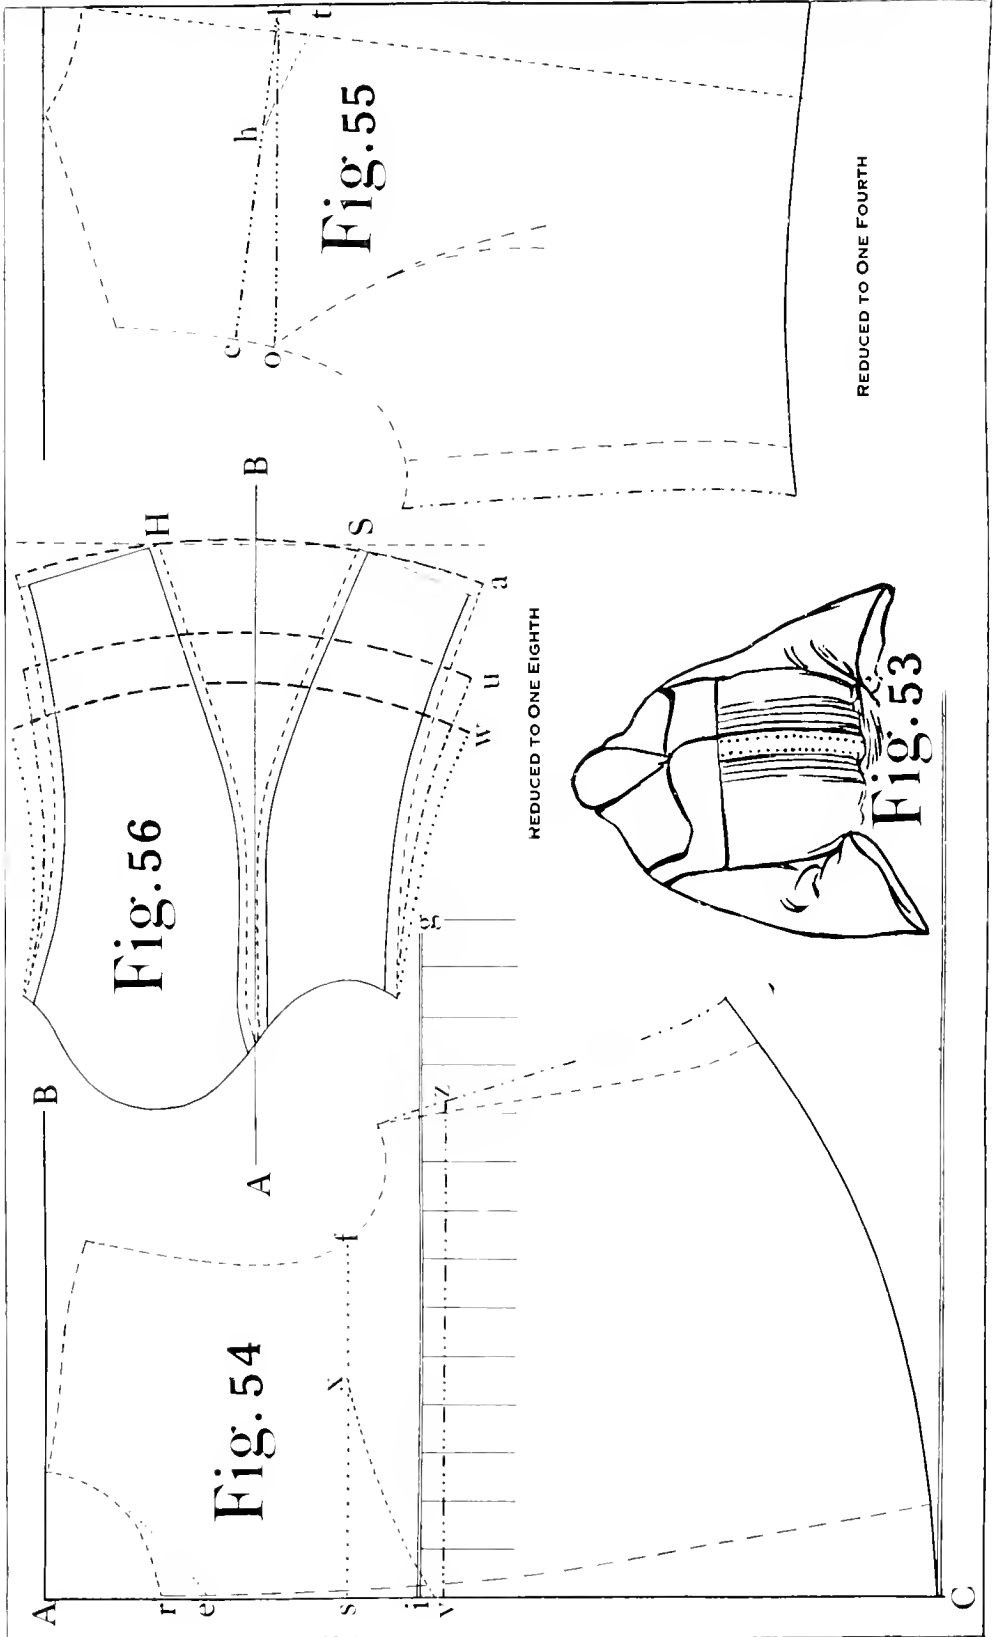 A
B
r
e
s
x
f
i
v
z
g
C
Fig. 54
Fig. 53
A
B
H
S
a
u
w
Fig. 56
REDUCED TO ONE EIGHTH
c
o
h
l
t
Fig. 55
REDUCED TO ONE FOURTH